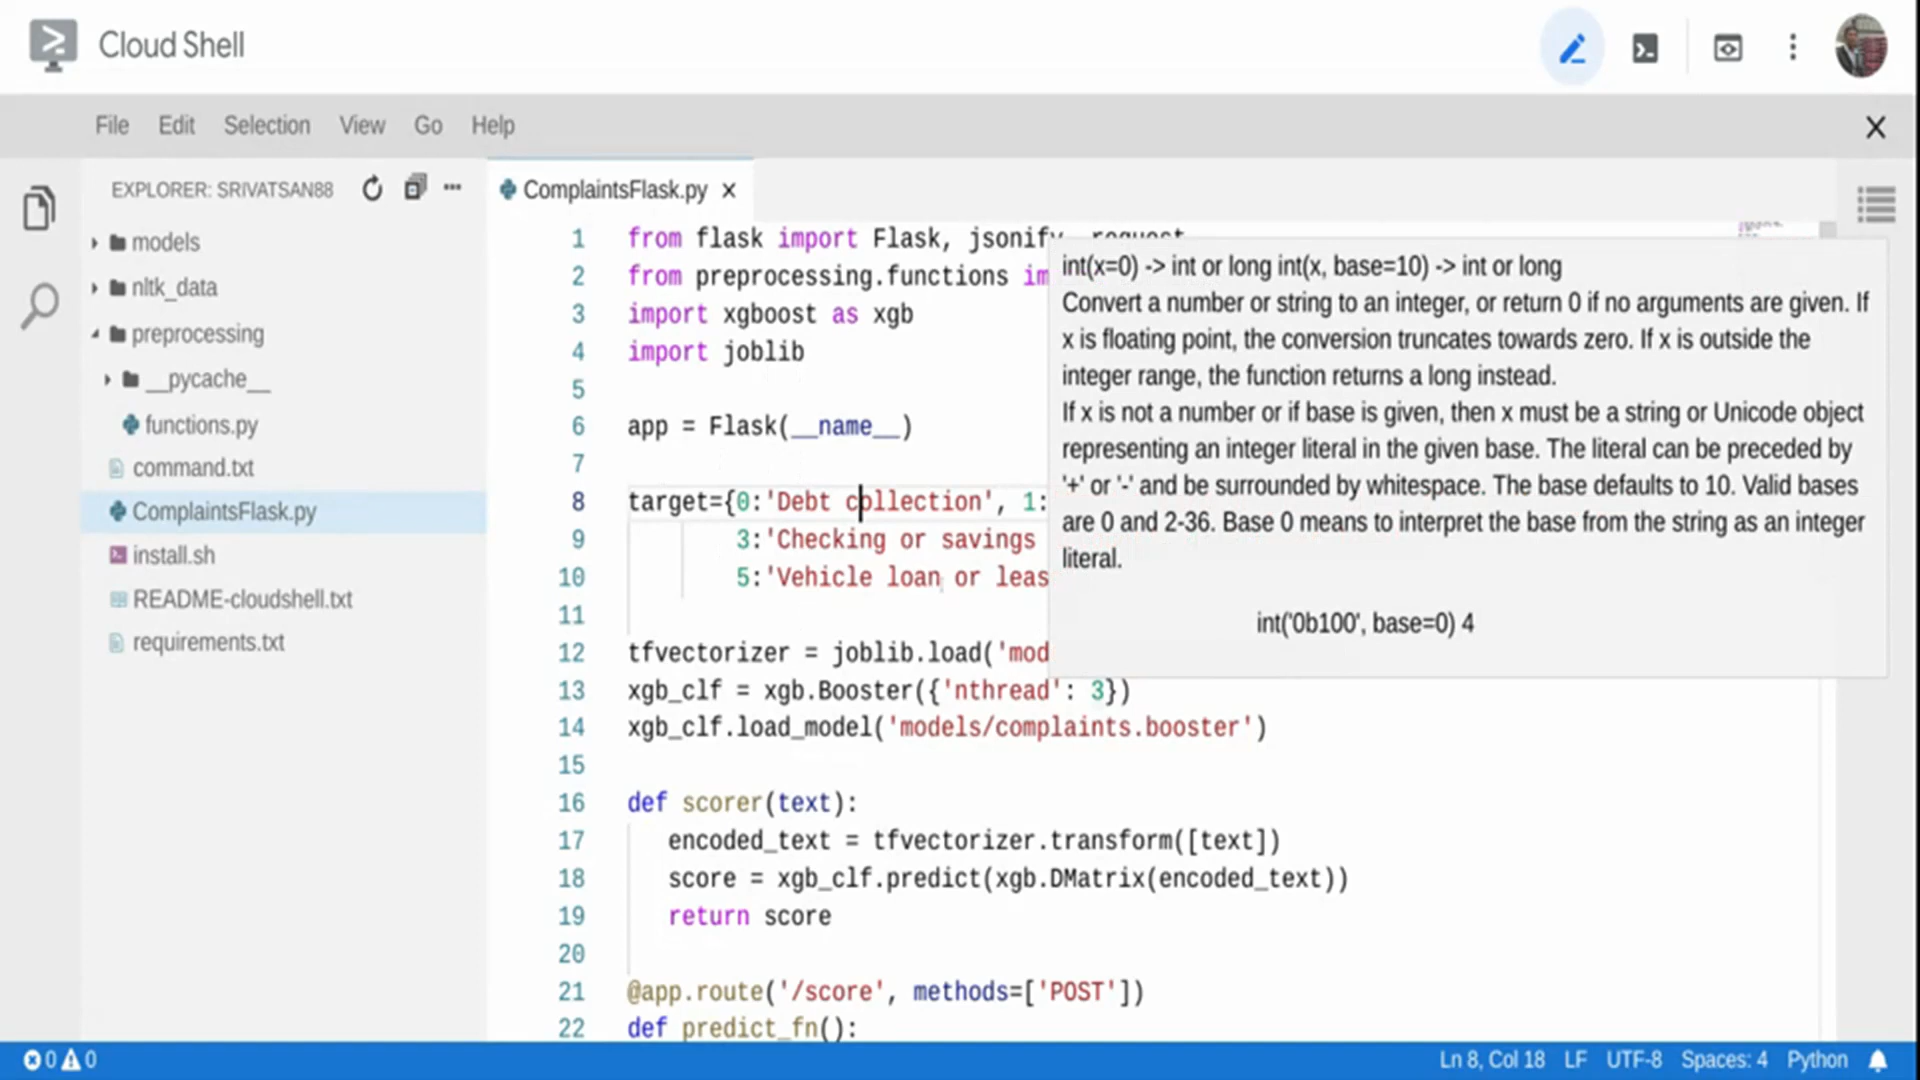 Cloud Shell
File Edit Selection View Go Help
EXPLORER: SRIVATSAN88
models
nltk_data
preprocessing
__pycache__
functions.py
command.txt
ComplaintsFlask.py
install.sh
README-cloudshell.txt
requirements.txt
ComplaintsFlask.py
1 from flask import Flask, jsonify, request
2 from preprocessing.functions im
3 import xgboost as xgb
4 import joblib
5
6 app = Flask(__name__)
7
8 target={0:'Debt collection', 1:
9 3:'Checking or savings
10 5:'Vehicle loan or leas
11
12 tfvectorizer = joblib.load('mod
13 xgb_clf = xgb.Booster({'nthread': 3})
14 xgb_clf.load_model('models/complaints.booster')
15
16 def scorer(text):
17 encoded_text = tfvectorizer.transform([text])
18 score = xgb_clf.predict(xgb.DMatrix(encoded_text))
19 return score
20
21 @app.route('/score', methods=['POST'])
22 def predict_fn():
int(x=0) -> int or long int(x, base=10) -> int or long
Convert a number or string to an integer, or return 0 if no arguments are given. If
x is floating point, the conversion truncates towards zero. If x is outside the
integer range, the function returns a long instead.
If x is not a number or if base is given, then x must be a string or Unicode object
representing an integer literal in the given base. The literal can be preceded by
'+' or '-' and be surrounded by whitespace. The base defaults to 10. Valid bases
are 0 and 2-36. Base 0 means to interpret the base from the string as an integer
literal.
int('0b100', base=0) 4
0 0
Ln 8, Col 18 LF UTF-8 Spaces: 4 Python